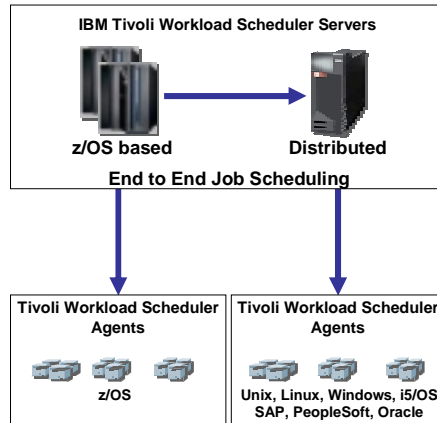 IBM Tivoli Workload Scheduler Servers
z/OS based
Distributed
End to End Job Scheduling
Tivoli Workload Scheduler
Agents
z/OS
Tivoli Workload Scheduler
Agents
Unix, Linux, Windows, i5/OS
SAP, PeopleSoft, Oracle